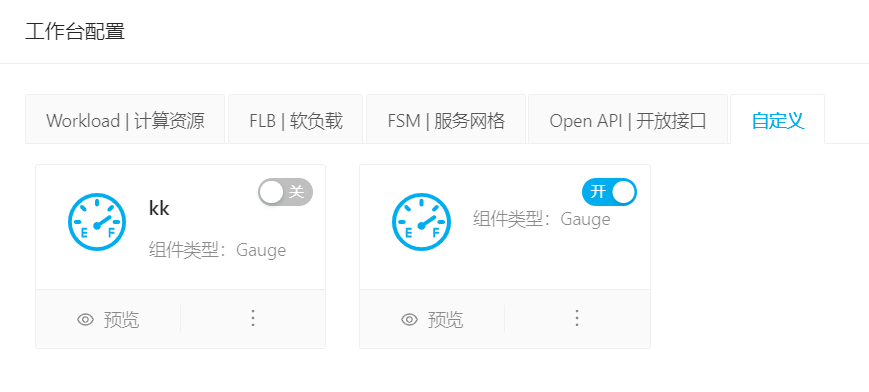 工作台配置
Workload | 计算资源 FLB | 软负载 FSM | 服务网格 Open API | 开放接口 自定义
关 开
kk
组件类型：Gauge
组件类型：Gauge
E F E F
预览 预览